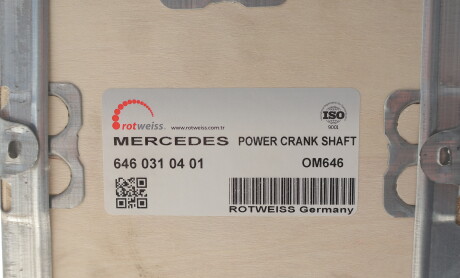 rotweiss®
www.rotweiss.com.tr
ISO
9001
MERCEDES POWER CRANK SHAFT
646 031 04 01 OM646
ROTWEISS Germany